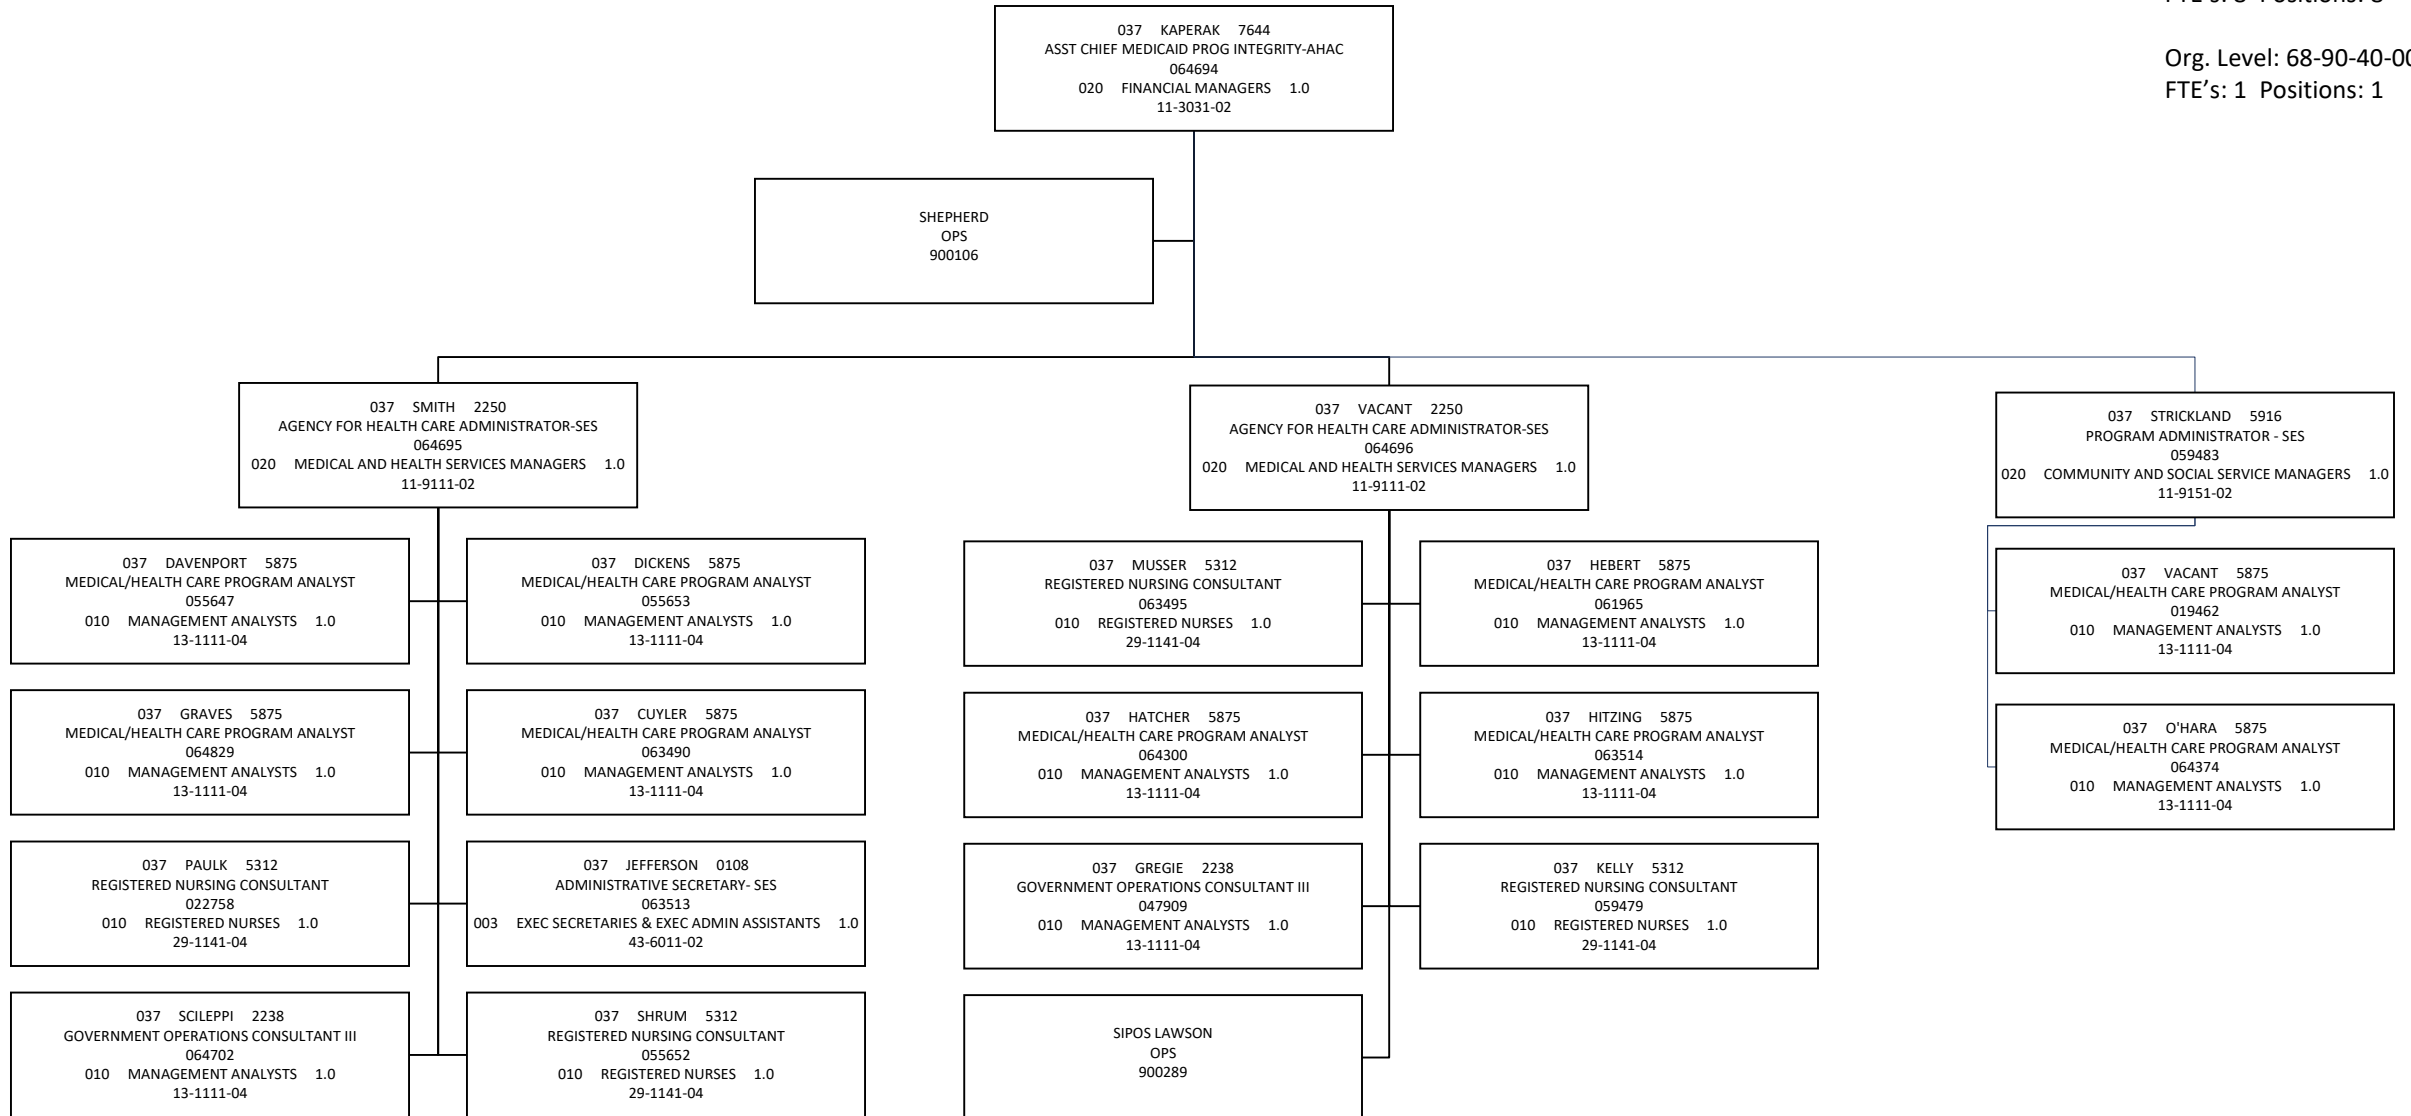 037 KAPERAK 7644
ASST CHIEF MEDICAID PROG INTEGRITY-AHAC
064694
020 FINANCIAL MANAGERS 1.0
11-3031-02
Org. Level: 68-90-40-00
FTE’s: 1 Positions: 1
SHEPHERD
OPS
900106
037 SMITH 2250
AGENCY FOR HEALTH CARE ADMINISTRATOR-SES
064695
020 MEDICAL AND HEALTH SERVICES MANAGERS 1.0
11-9111-02
037 VACANT 2250
AGENCY FOR HEALTH CARE ADMINISTRATOR-SES
064696
020 MEDICAL AND HEALTH SERVICES MANAGERS 1.0
11-9111-02
037 STRICKLAND 5916
PROGRAM ADMINISTRATOR - SES
059483
020 COMMUNITY AND SOCIAL SERVICE MANAGERS 1.0
11-9151-02
037 DAVENPORT 5875
MEDICAL/HEALTH CARE PROGRAM ANALYST
055647
010 MANAGEMENT ANALYSTS 1.0
13-1111-04
037 DICKENS 5875
MEDICAL/HEALTH CARE PROGRAM ANALYST
055653
010 MANAGEMENT ANALYSTS 1.0
13-1111-04
037 MUSSER 5312
REGISTERED NURSING CONSULTANT
063495
010 REGISTERED NURSES 1.0
29-1141-04
037 HEBERT 5875
MEDICAL/HEALTH CARE PROGRAM ANALYST
061965
010 MANAGEMENT ANALYSTS 1.0
13-1111-04
037 VACANT 5875
MEDICAL/HEALTH CARE PROGRAM ANALYST
019462
010 MANAGEMENT ANALYSTS 1.0
13-1111-04
037 GRAVES 5875
MEDICAL/HEALTH CARE PROGRAM ANALYST
064829
010 MANAGEMENT ANALYSTS 1.0
13-1111-04
037 CUYLER 5875
MEDICAL/HEALTH CARE PROGRAM ANALYST
063490
010 MANAGEMENT ANALYSTS 1.0
13-1111-04
037 HATCHER 5875
MEDICAL/HEALTH CARE PROGRAM ANALYST
064300
010 MANAGEMENT ANALYSTS 1.0
13-1111-04
037 HITZING 5875
MEDICAL/HEALTH CARE PROGRAM ANALYST
063514
010 MANAGEMENT ANALYSTS 1.0
13-1111-04
037 O'HARA 5875
MEDICAL/HEALTH CARE PROGRAM ANALYST
064374
010 MANAGEMENT ANALYSTS 1.0
13-1111-04
037 PAULK 5312
REGISTERED NURSING CONSULTANT
022758
010 REGISTERED NURSES 1.0
29-1141-04
037 JEFFERSON 0108
ADMINISTRATIVE SECRETARY- SES
063513
003 EXEC SECRETARIES & EXEC ADMIN ASSISTANTS 1.0
43-6011-02
037 GREGIE 2238
GOVERNMENT OPERATIONS CONSULTANT III
047909
010 MANAGEMENT ANALYSTS 1.0
13-1111-04
037 KELLY 5312
REGISTERED NURSING CONSULTANT
059479
010 REGISTERED NURSES 1.0
29-1141-04
037 SCILEPPI 2238
GOVERNMENT OPERATIONS CONSULTANT III
064702
010 MANAGEMENT ANALYSTS 1.0
13-1111-04
037 SHRUM 5312
REGISTERED NURSING CONSULTANT
055652
010 REGISTERED NURSES 1.0
29-1141-04
SIPOS LAWSON
OPS
900289